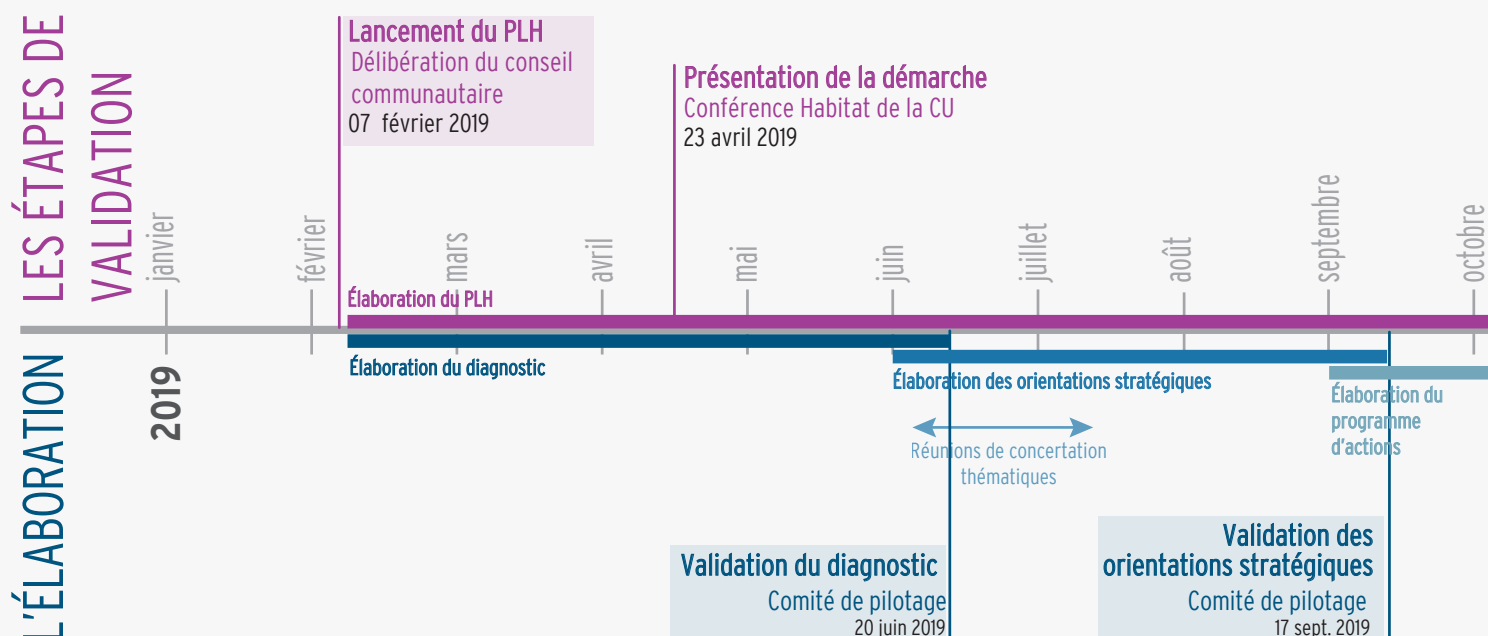 LES ÉTAPES DE
VALIDATION
Lancement du PLH
Délibération du conseil
communautaire
07 février 2019
Présentation de la démarche
Conférence Habitat de la CU
23 avril 2019
janvier
février
mars
avril
mai
juin
juillet
août
septembre
octobre
Élaboration du PLH
2019
L'ÉLABORATION
Élaboration du diagnostic
Élaboration des orientations stratégiques
Élaboration du
programme
d'actions
Réunions de concertation
thématiques
Validation du diagnostic
Comité de pilotage
20 juin 2019
Validation des
orientations stratégiques
Comité de pilotage
17 sept. 2019